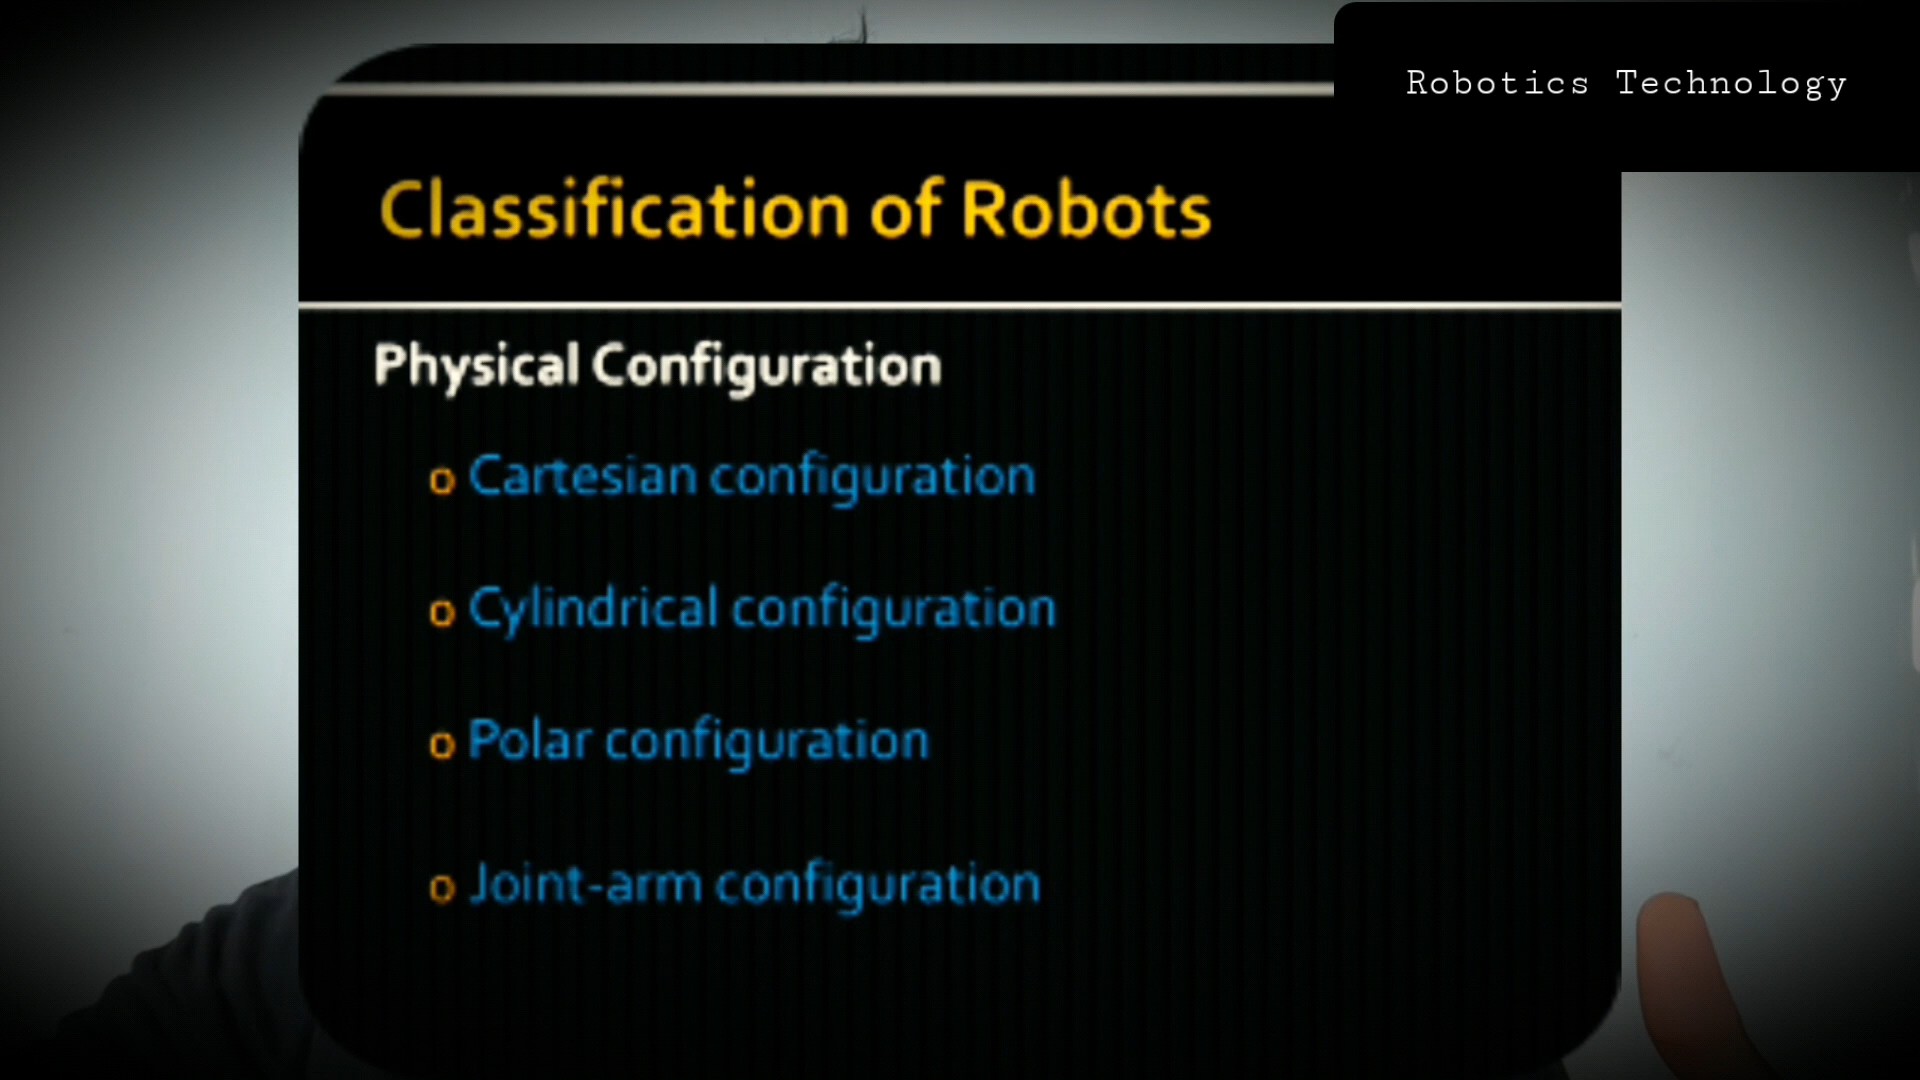 Robotics Technology
Classification of Robots
Physical Configuration
o Cartesian configuration
o Cylindrical configuration
o Polar configuration
o Joint-arm configuration